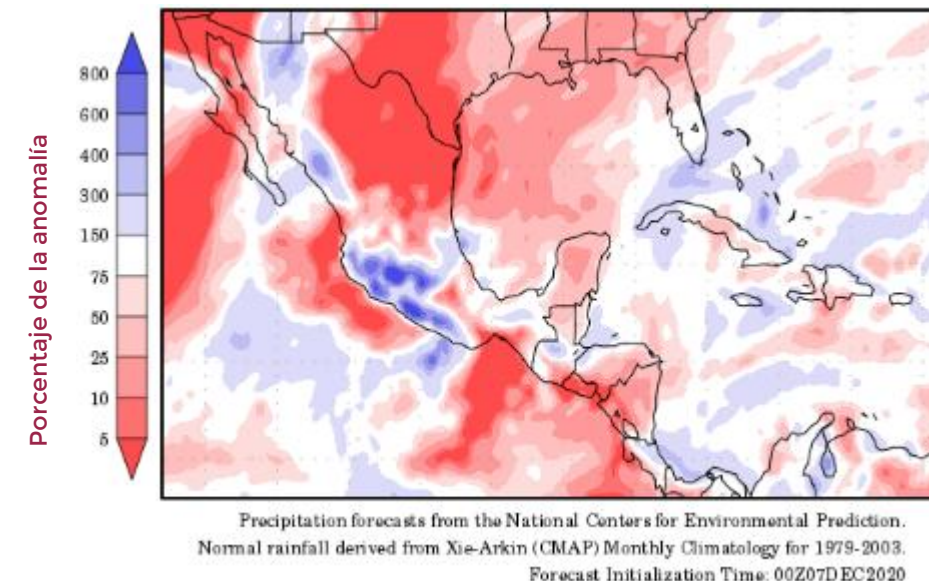 Porcentaje de la anomalía
800
600
400
300
150
75
50
25
10
5
Precipitation forecasts from the National Centers for Environmental Prediction.
Normal rainfall derived from Xie-Arkin (CMAP) Monthly Climatology for 1979-2003.
Forecast Initialization Time: 00Z07DEC2020